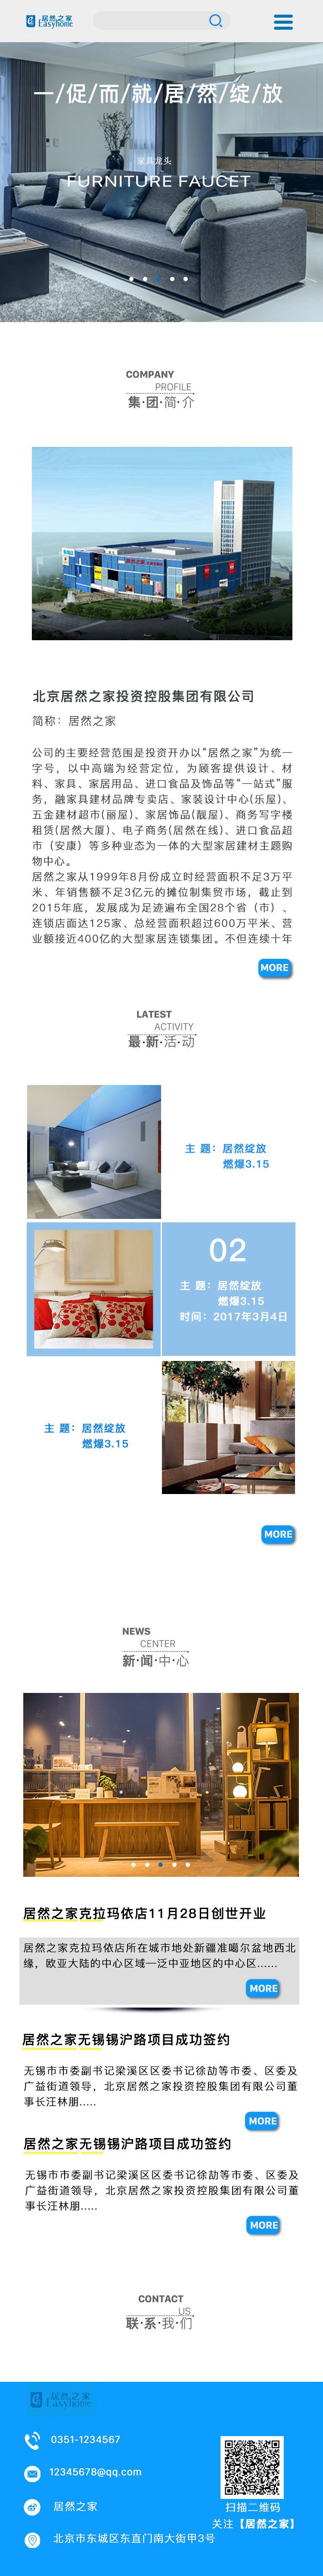 居然之家
Easyhome
一/促/而/就/居/然/绽/放
家具龙头
FURNITURE FAUCET
COMPANY
PROFILE
集·团·简·介
北京居然之家投资控股集团有限公司
简称：居然之家
公司的主要经营范围是投资开办以“居然之家”为统一
字号，以中高端为经营定位，为顾客提供设计、材
料、家具、家居用品、进口食品及饰品等“一站式”服
务，融家具建材品牌专卖店、家装设计中心(乐屋)、
五金建材超市(丽屋)、家居饰品(靓屋)、商务写字楼
租赁(居然大厦)、电子商务(居然在线)、进口食品超
市（安康）等多种业态为一体的大型家居建材主题购
物中心。
居然之家从1999年8月份成立时经营面积不足3万平
米、年销售额不足3亿元的摊位制集贸市场，截止到
2015年底，发展成为足迹遍布全国28个省（市）、
连锁店面达125家、总经营面积超过600万平米、营
业额接近400亿的大型家居连锁集团。不但连续十年
MORE
LATEST
ACTIVITY
最·新·活·动
主 题：居然绽放
燃爆3.15
02
主 题：居然绽放
燃爆3.15
时间：2017年3月4日
主 题：居然绽放
燃爆3.15
MORE
NEWS
CENTER
新·闻·中·心
居然之家克拉玛依店11月28日创世开业
居然之家克拉玛依店所在城市地处新疆准噶尔盆地西北
缘，欧亚大陆的中心区域—泛中亚地区的中心区......
MORE
居然之家无锡锡沪路项目成功签约
无锡市市委副书记梁溪区区委书记徐劼等市委、区委及
广益街道领导，北京居然之家投资控股集团有限公司董
事长汪林朋.....
MORE
居然之家无锡锡沪路项目成功签约
无锡市市委副书记梁溪区区委书记徐劼等市委、区委及
广益街道领导，北京居然之家投资控股集团有限公司董
事长汪林朋.....
MORE
CONTACT
US
联·系·我·们
居然之家
Easyhome
0351-1234567
12345678@qq.com
居然之家
北京市东城区东直门南大街甲3号
扫描二维码
关注【居然之家】